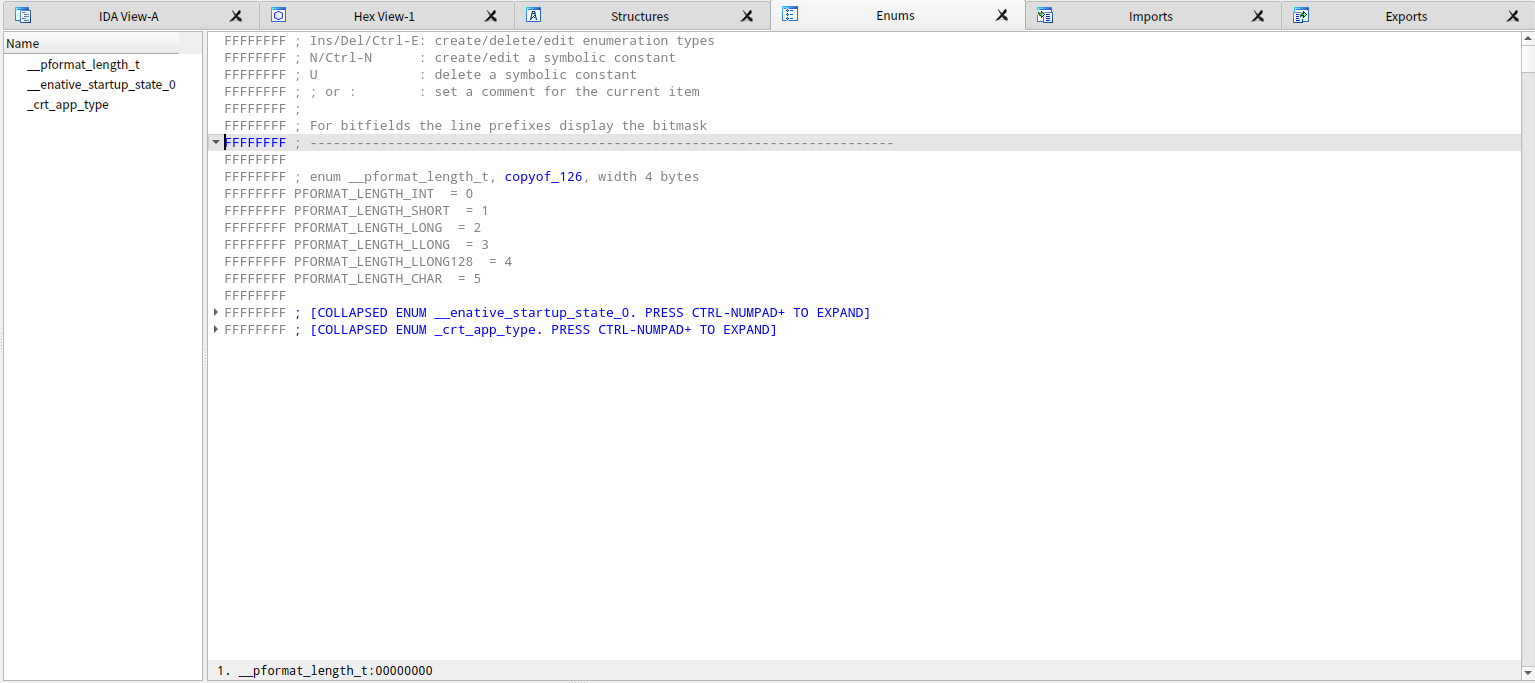 IDA View-A
Hex View-1
Structures
Enums
Imports
Exports
Name
__pformat_length_t
__enative_startup_state_0
_crt_app_type
FFFFFFFF ; Ins/Del/Ctrl-E: create/delete/edit enumeration types
FFFFFFFF ; N/Ctrl-N      : create/edit a symbolic constant
FFFFFFFF ; U             : delete a symbolic constant
FFFFFFFF ; ; or :        : set a comment for the current item
FFFFFFFF ;
FFFFFFFF ; For bitfields the line prefixes display the bitmask
FFFFFFFF ; ---------------------------------------------------------------------------
FFFFFFFF
FFFFFFFF ; enum __pformat_length_t, copyof_126, width 4 bytes
FFFFFFFF PFORMAT_LENGTH_INT  = 0
FFFFFFFF PFORMAT_LENGTH_SHORT  = 1
FFFFFFFF PFORMAT_LENGTH_LONG  = 2
FFFFFFFF PFORMAT_LENGTH_LLONG  = 3
FFFFFFFF PFORMAT_LENGTH_LLONG128  = 4
FFFFFFFF PFORMAT_LENGTH_CHAR  = 5
FFFFFFFF
FFFFFFFF ; [COLLAPSED ENUM __enative_startup_state_0. PRESS CTRL-NUMPAD+ TO EXPAND]
FFFFFFFF ; [COLLAPSED ENUM _crt_app_type. PRESS CTRL-NUMPAD+ TO EXPAND]
1. __pformat_length_t:00000000